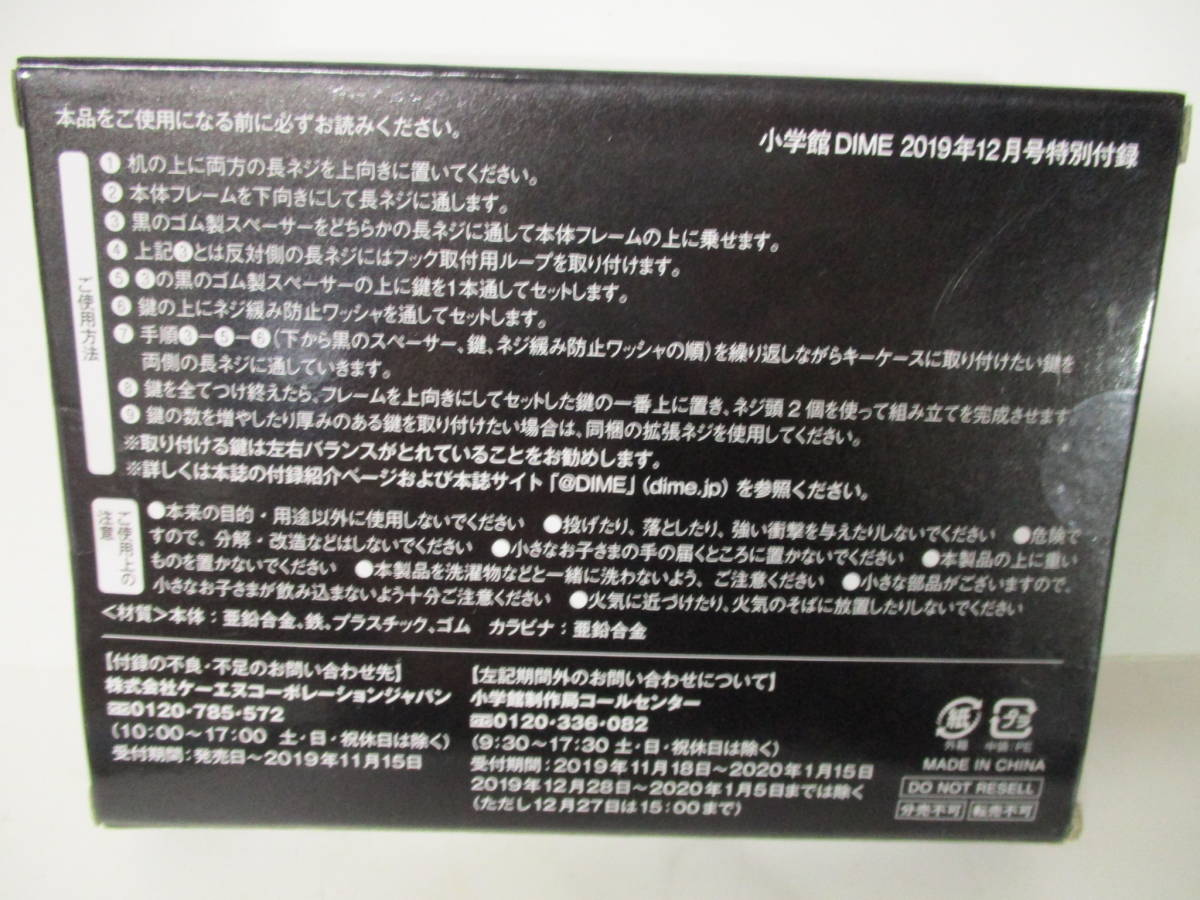 本品をご使用になる前に必ずお読みください。
小学館 DIME 2019年12月号特別付録
ご使用方法
① 机の上に両方の長ネジを上向きに置いてください。
② 本体フレームを下向きにして長ネジに通します。
③ 黒のゴム製スペーサーをどちらかの長ネジに通して本体フレームの上に乗せます。
④ 上記❸とは反対側の長ネジにはフック取付用ループを取り付けます。
⑤ ❸の黒のゴム製スペーサーの上に鍵を1本通してセットします。
⑥ 鍵の上にネジ緩み防止ワッシャを通してセットします。
⑦ 手順❸ー❺ー❻(下から黒のスペーサー、鍵、ネジ緩み防止ワッシャの順)を繰り返しながらキーケースに取り付けたい鍵を
両側の長ネジに通していきます。
⑧ 鍵を全てつけ終えたら、フレームを上向きにしてセットした鍵の一番上に置き、ネジ頭2個を使って組み立てを完成させます
⑨ 鍵の数を増やしたり厚みのある鍵を取り付けたい場合は、同梱の拡張ネジを使用してください。
※取り付ける鍵は左右バランスがとれていることをお勧めします。
※詳しくは本誌の付録紹介ページおよび本誌サイト「@DIME」(dime.jp)を参照ください。
ご使用上の注意
●本来の目的・用途以外に使用しないでください ●投げたり、落としたり、強い衝撃を与えたりしないでください ●危険で
すので、分解・改造などはしないでください ●小さなお子さまの手の届くところに置かないでください ●本製品の上に重い
ものを置かないでください ●本製品を洗濯物などと一緒に洗わないよう、ご注意ください ●小さな部品がございますので、
小さなお子さまが飲み込まないよう十分ご注意ください ●火気に近づけたり、火気のそばに放置したりしないでください
<材質>本体:亜鉛合金、鉄、プラスチック、ゴム カラビナ:亜鉛合金
【付録の不良・不足のお問い合わせ先】
株式会社ケーエヌコーポレーションジャパン
0120・785・572
(10:00〜17:00 土・日・祝休日は除く)
受付期間:発売日〜2019年11月15日
【左記期間外のお問い合わせについて】
小学館制作局コールセンター
0120・336・082
(9:30〜17:30 土・日・祝休日は除く)
受付期間:2019年11月18日〜2020年1月15日
2019年12月28日〜2020年1月5日までは除く
(ただし12月27日は15:00まで)
紙
プラ
外箱
中袋:PE
MADE IN CHINA
DO NOT RESELL
分売不可 転売不可